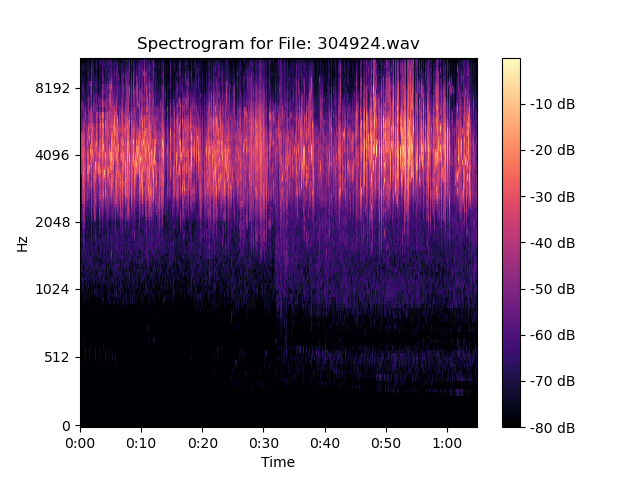 Spectrogram for File: 304924.wav
8192
4096
2048
1024
512
0
Hz
0:00 0:10 0:20 0:30 0:40 0:50 1:00
Time
-10 dB
-20 dB
-30 dB
-40 dB
-50 dB
-60 dB
-70 dB
-80 dB